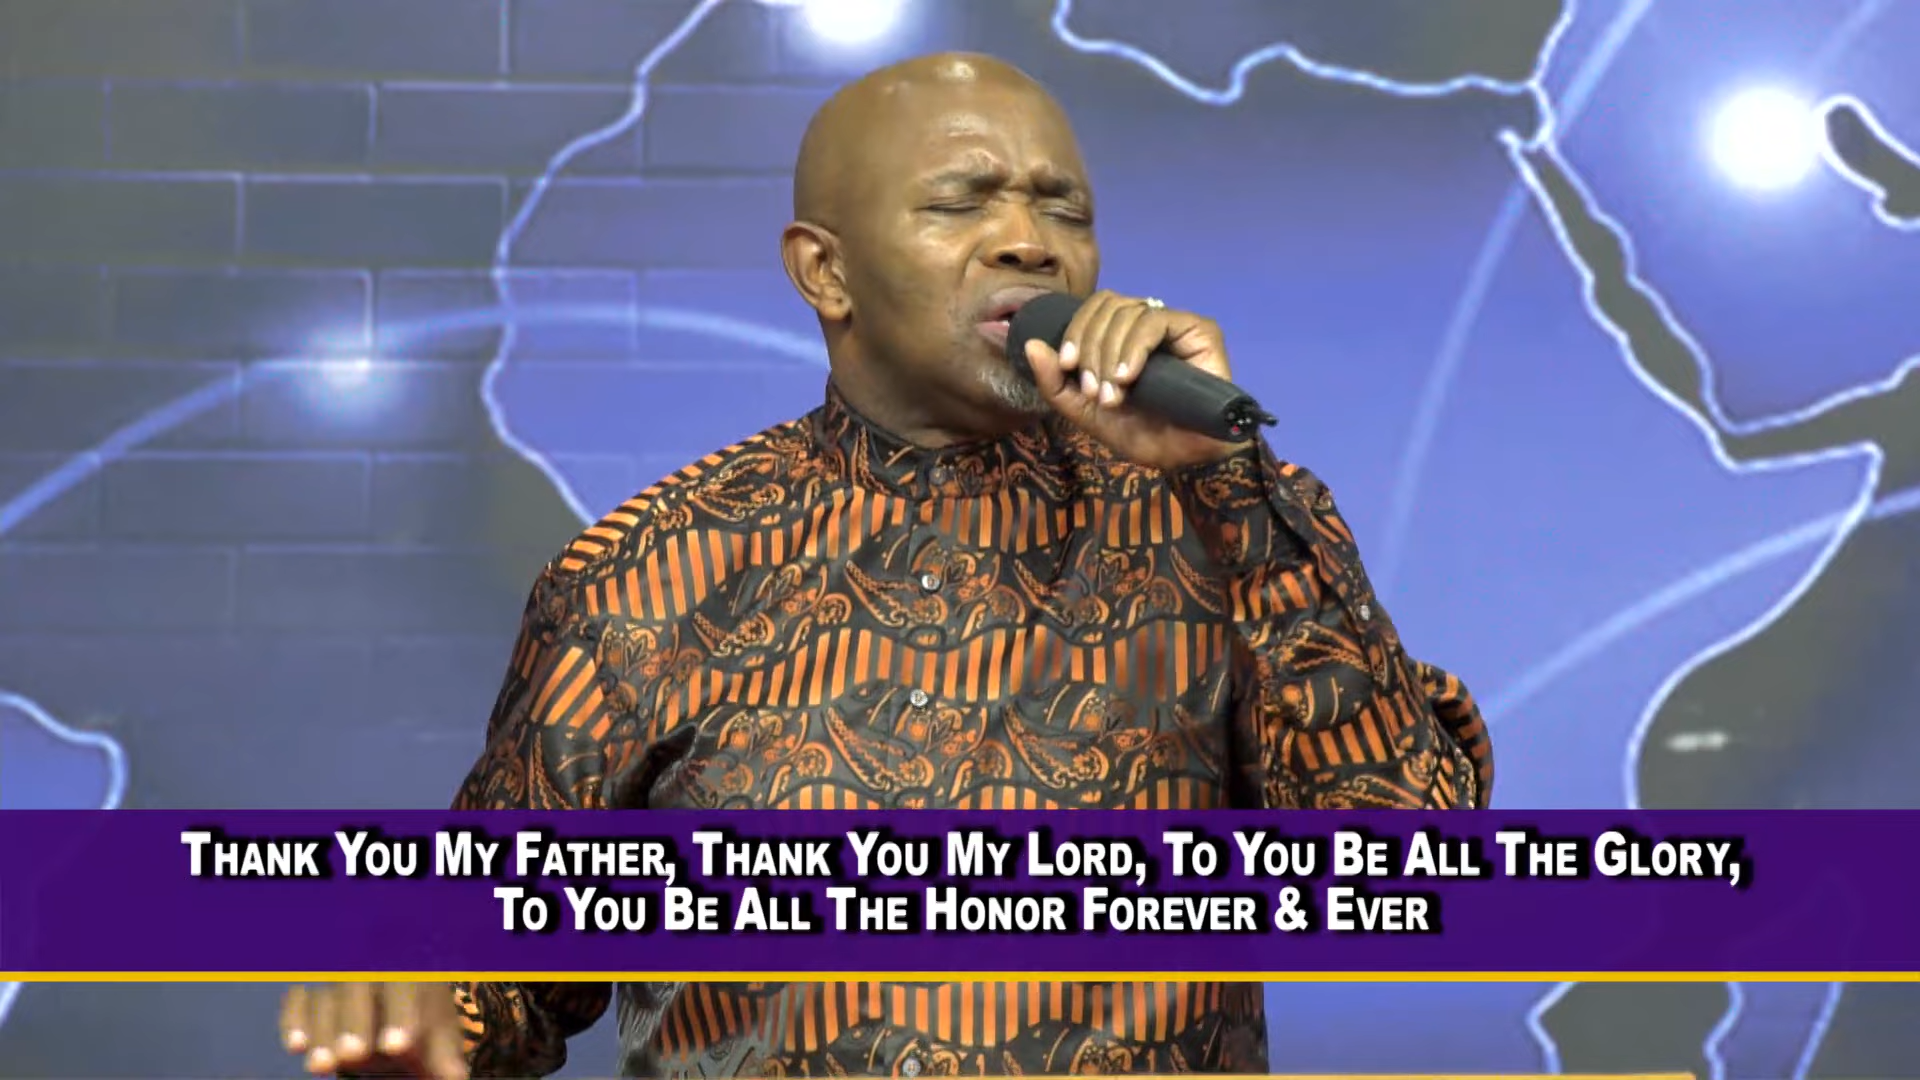 Thank You My Father, Thank You My Lord, To You Be All The Glory,
To You Be All The Honor Forever & Ever